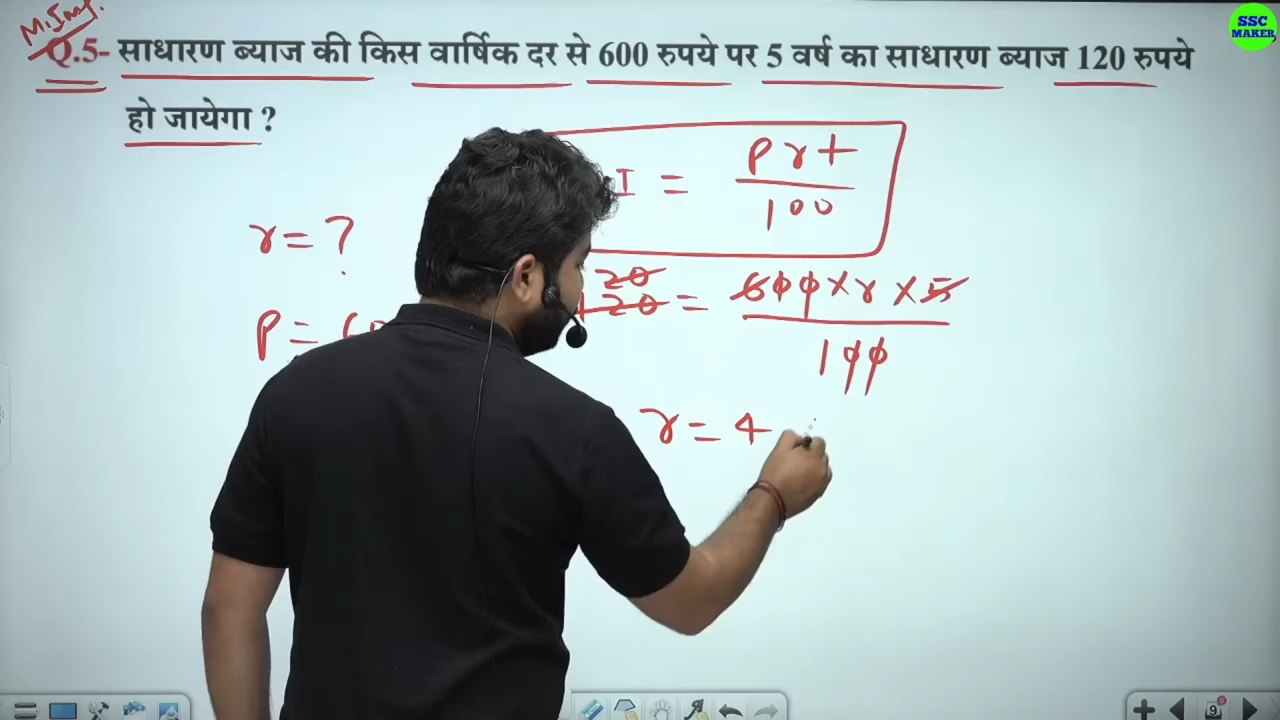 M.Imp.
SSC
MAKER
Q.5- साधारण ब्याज की किस वार्षिक दर से 600 रुपये पर 5 वर्ष का साधारण ब्याज 120 रुपये
हो जायेगा ?
I = prt
100
r = ?
20
120 = 600 × r × 5
100
P =
r = 4
9